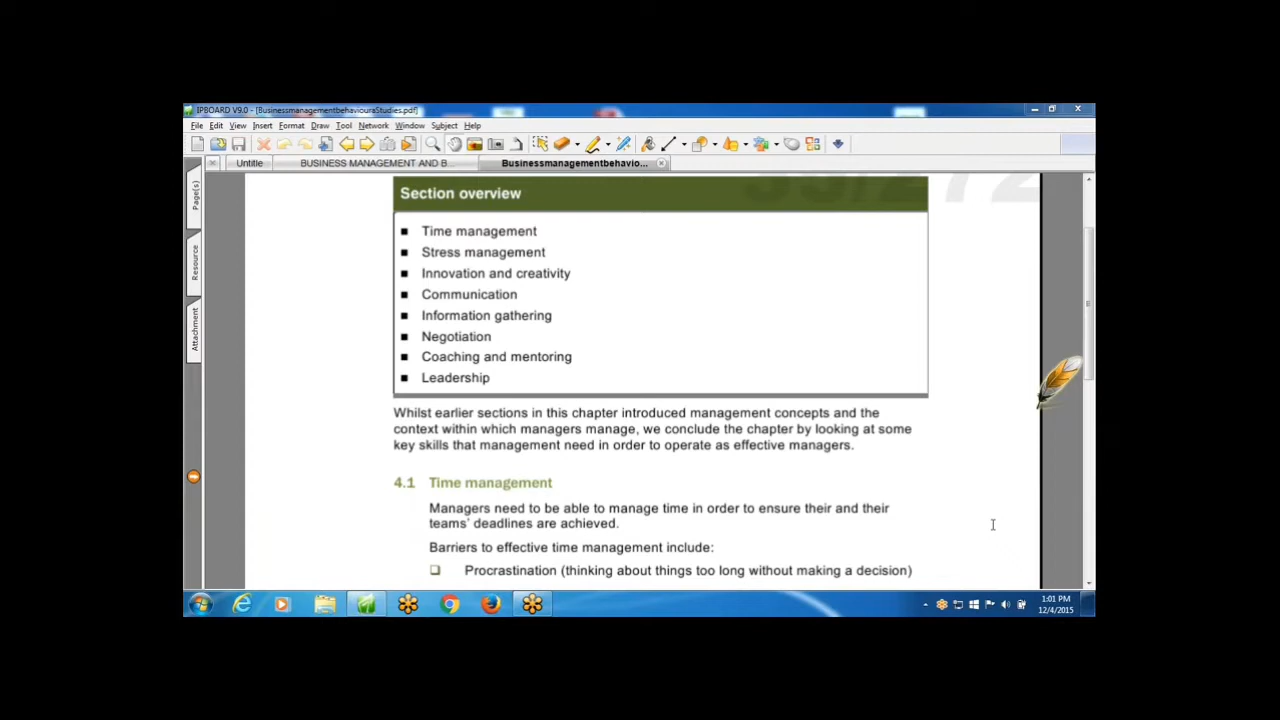 IPBOARD V9.0 - [BusinessmanagementbehaviouraStudies.pdf]
File Edit View Insert Format Draw Tool Network Window Subject Help
Untitle BUSINESS MANAGEMENT AND B... Businessmanagementbehavio...
Page(s)
Resource
Attachment
Section overview
■ Time management
■ Stress management
■ Innovation and creativity
■ Communication
■ Information gathering
■ Negotiation
■ Coaching and mentoring
■ Leadership
Whilst earlier sections in this chapter introduced management concepts and the
context within which managers manage, we conclude the chapter by looking at some
key skills that management need in order to operate as effective managers.
4.1 Time management
Managers need to be able to manage time in order to ensure their and their
teams' deadlines are achieved.
Barriers to effective time management include:
❑ Procrastination (thinking about things too long without making a decision)
1:01 PM
12/4/2015